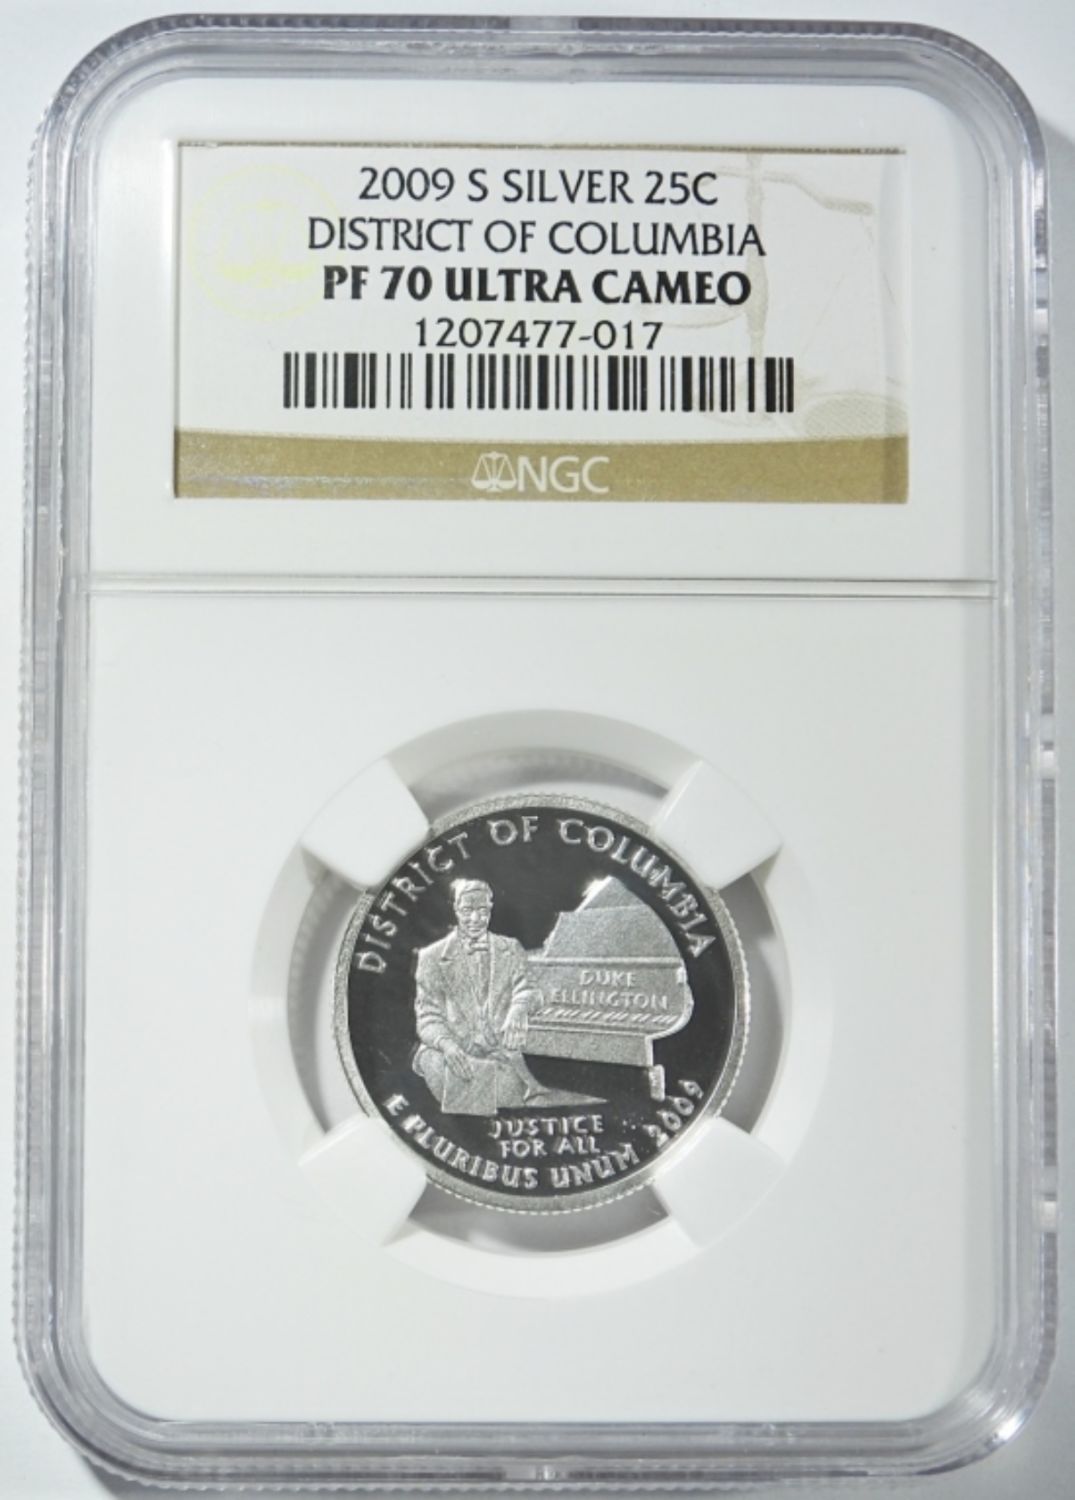 2009 S SILVER 25C
DISTRICT OF COLUMBIA
PF 70 ULTRA CAMEO
1207477-017
NGC
DISTRICT OF COLUMBIA
DUKE
ELLINGTON
JUSTICE
FOR ALL
E PLURIBUS UNUM 2009